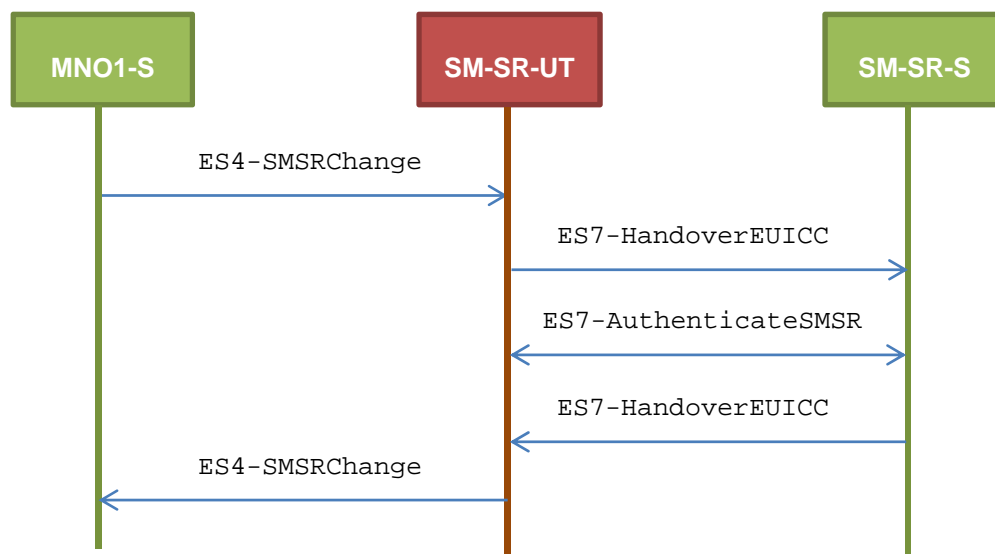 MNO1-S
SM-SR-UT
SM-SR-S
ES4-SMSRChange
ES7-HandoverEUICC
ES7-AuthenticateSMSR
ES7-HandoverEUICC
ES4-SMSRChange